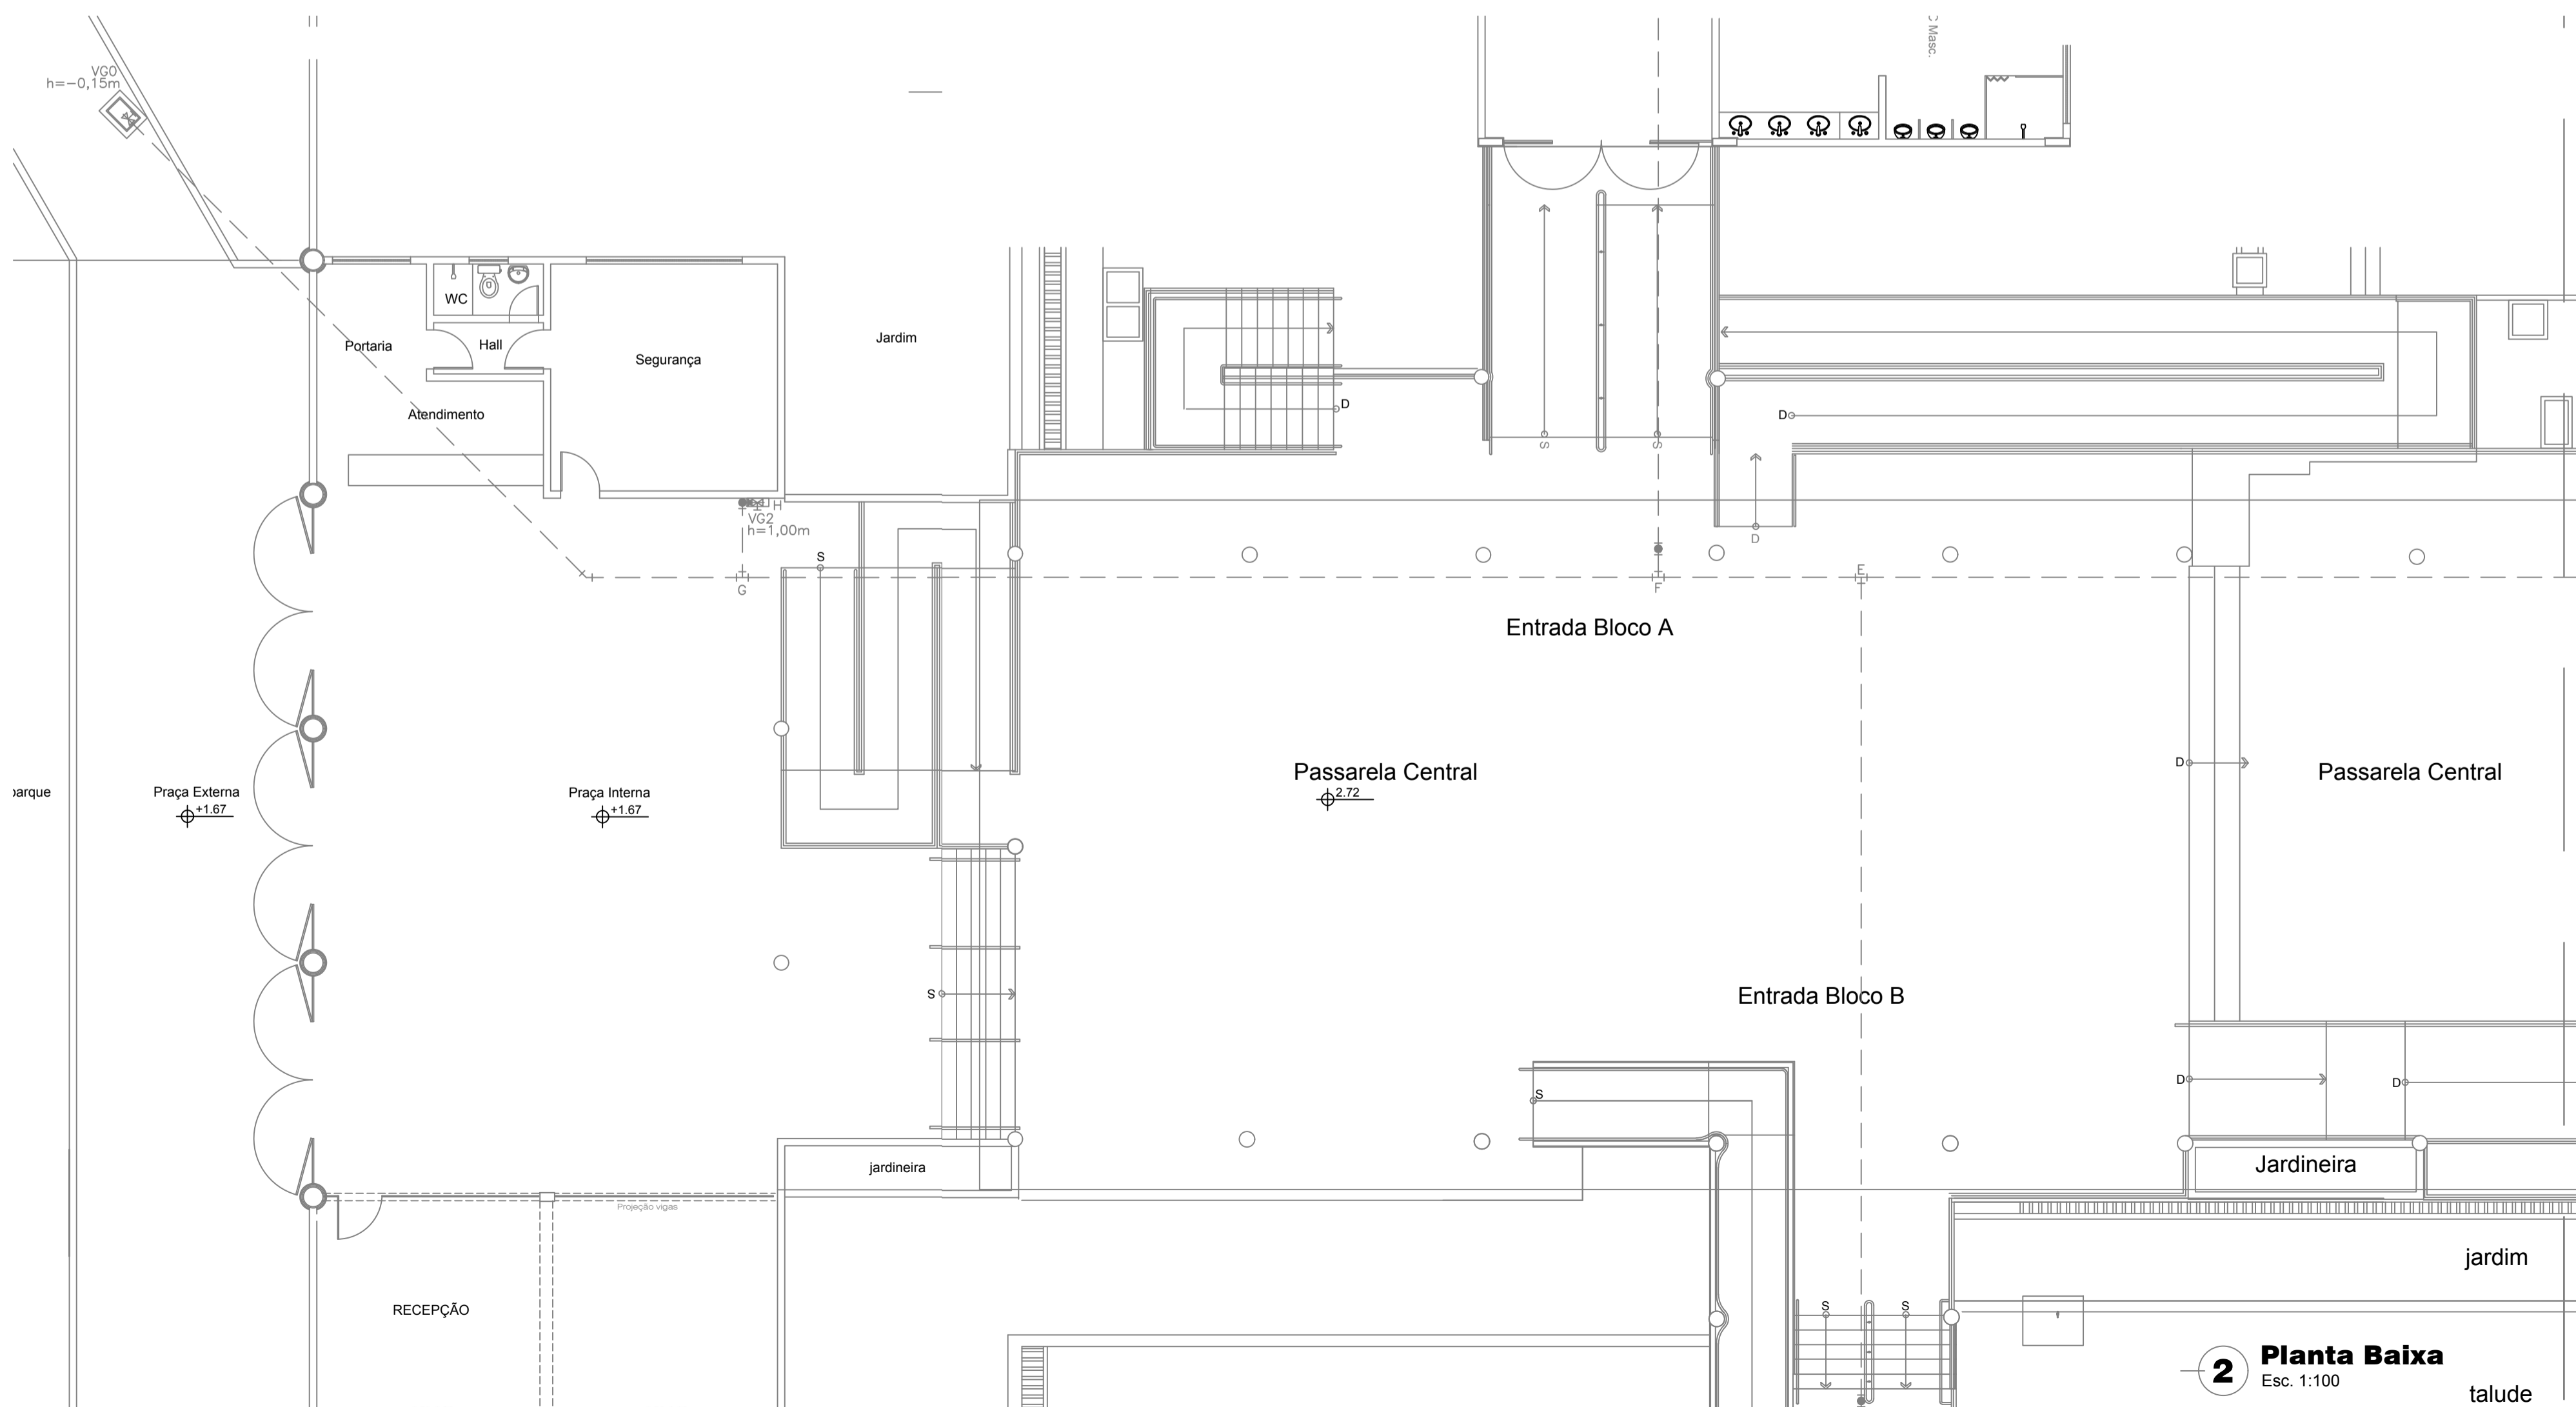 VG0
h=-0,15m
Masc.
WC
Portaria
Hall
Segurança
Jardim
Atendimento
D
D
S
S
H
VG2
h=1,00m
D
S
G
F
E
Entrada Bloco A
D
Passarela Central
2.72
Passarela Central
Praça Externa
+1.67
Praça Interna
+1.67
S
Entrada Bloco B
D
D
S
jardineira
Jardineira
Projeção vigas
jardim
RECEPÇÃO
S
S
2
Planta Baixa
Esc. 1:100
talude